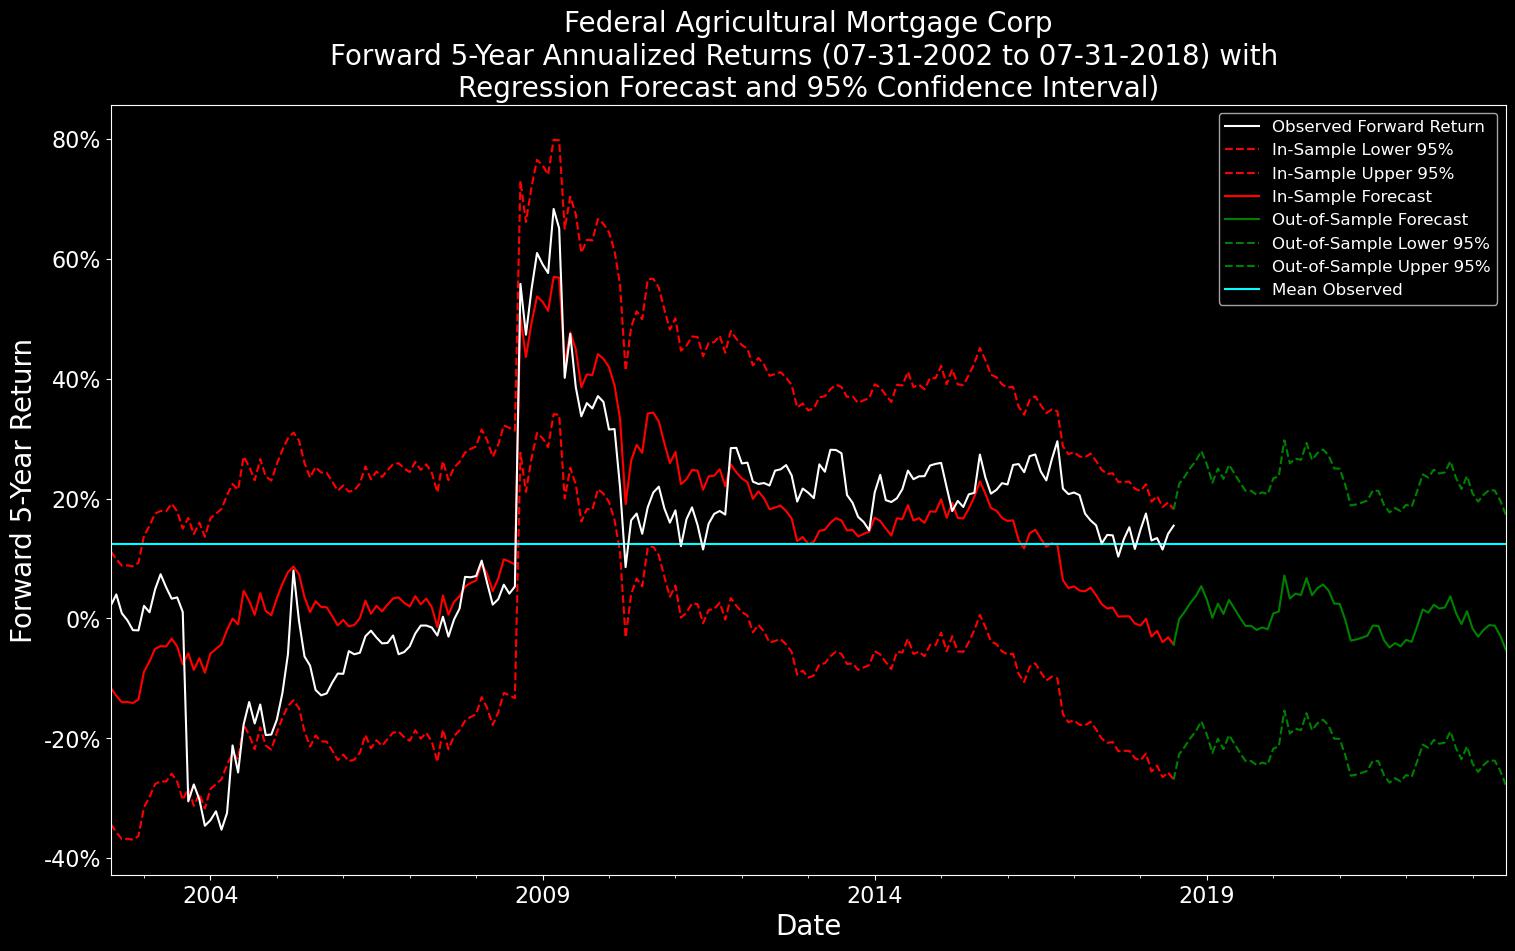 Federal Agricultural Mortgage Corp
Forward 5-Year Annualized Returns (07-31-2002 to 07-31-2018) with
Regression Forecast and 95% Confidence Interval)
Observed Forward Return
In-Sample Lower 95%
In-Sample Upper 95%
In-Sample Forecast
Out-of-Sample Forecast
Out-of-Sample Lower 95%
Out-of-Sample Upper 95%
Mean Observed
Forward 5-Year Return
80%
60%
40%
20%
0%
-20%
-40%
2004
2009
2014
2019
Date